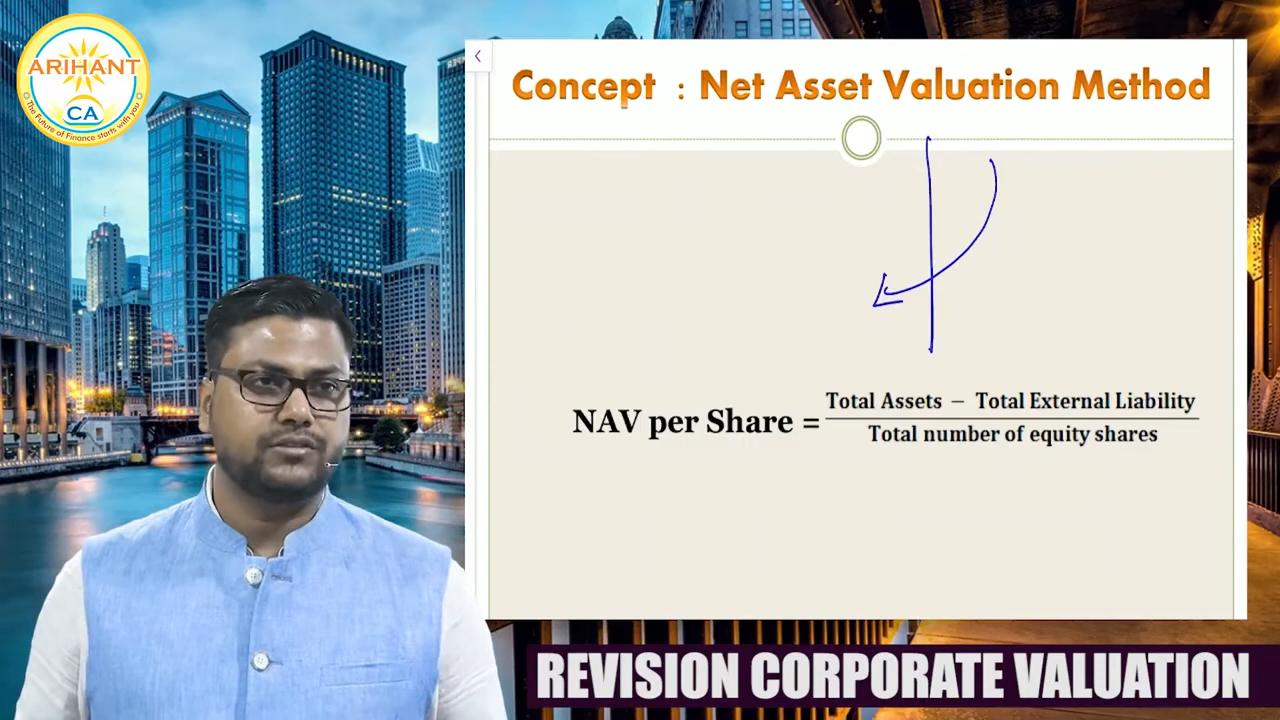 ARIHANT
CA
The Future of Finance starts with you
Concept : Net Asset Valuation Method
NAV per Share = Total Assets − Total External Liability
Total number of equity shares
REVISION CORPORATE VALUATION